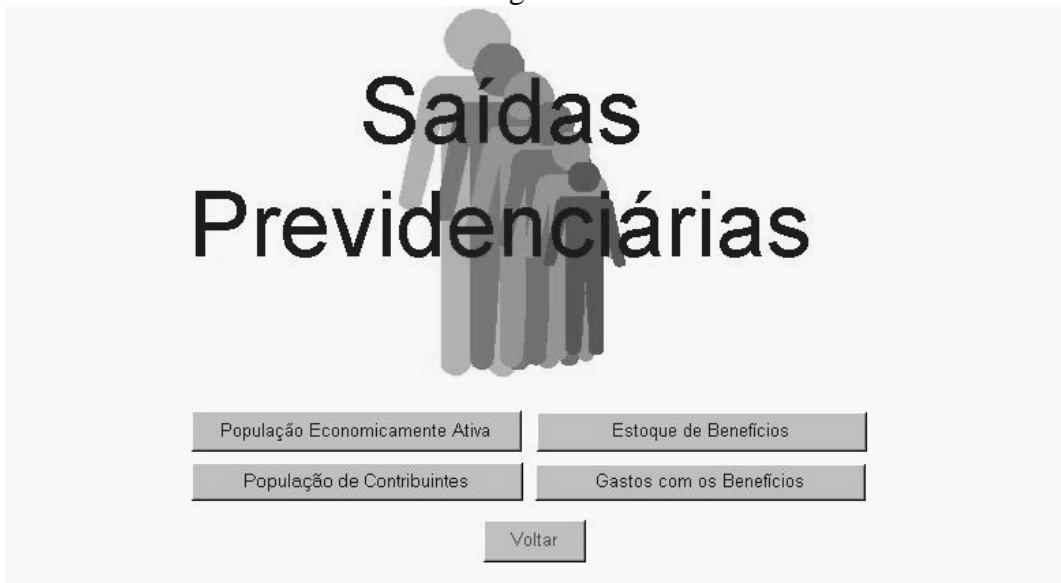 Saídas
Previdenciárias
População Economicamente Ativa
Estoque de Benefícios
População de Contribuintes
Gastos com os Benefícios
Voltar